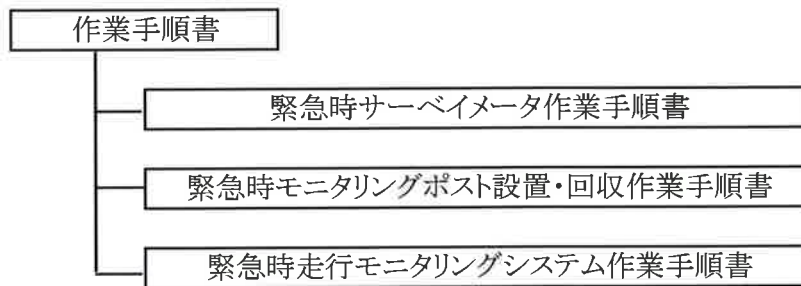 作業手順書
緊急時サーベイメータ作業手順書
緊急時モニタリングポスト設置・回収作業手順書
緊急時走行モニタリングシステム作業手順書